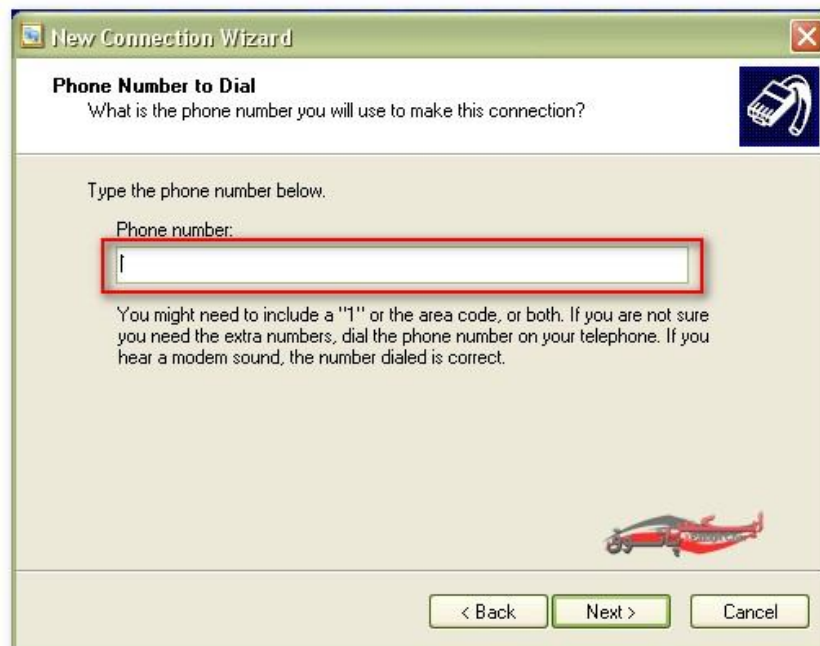 New Connection Wizard
Phone Number to Dial
What is the phone number you will use to make this connection?
Type the phone number below.
Phone number:
You might need to include a "1" or the area code, or both. If you are not sure
you need the extra numbers, dial the phone number on your telephone. If you
hear a modem sound, the number dialed is correct.
< Back
Next >
Cancel